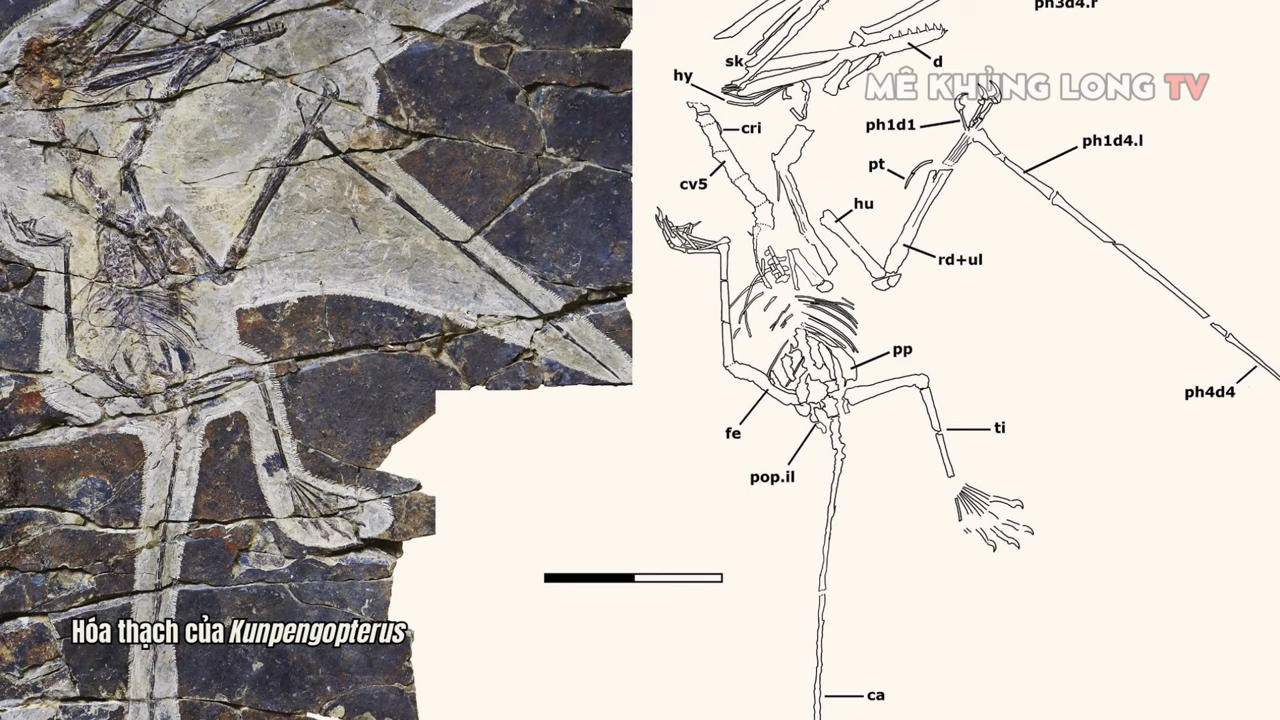 ph3d4.r
sk
d
hy
MÊ KHỦNG LONG TV
cri
ph1d1
ph1d4.l
pt
cv5
hu
rd+ul
pp
ph4d4
fe
ti
pop.il
Hóa thạch của Kunpengopterus
ca